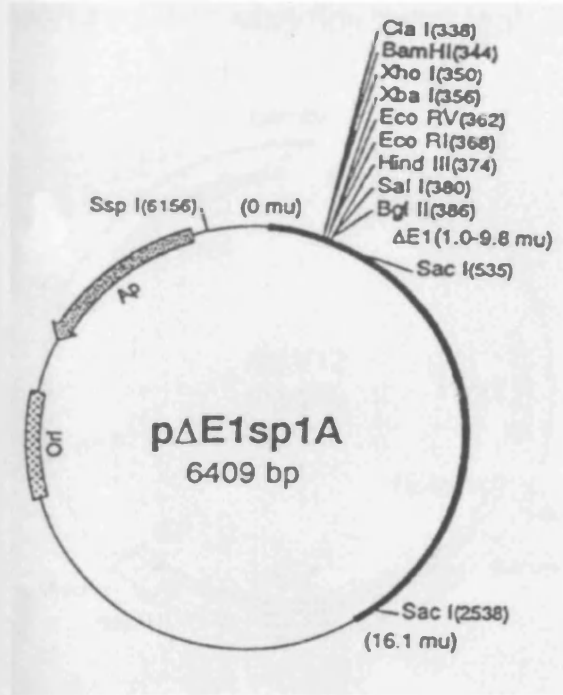 Cla I(338)
BamHI(344)
Xho I(350)
Xba I(356)
Eco RV(362)
Eco RI(368)
Hind III(374)
Sal I(380)
Bgl II(386)
ΔE1(1.0-9.8 mu)
Ssp I(6156)
(0 mu)
Sac I(535)
Ap
Ori
pΔE1sp1A
6409 bp
Sac I(2538)
(16.1 mu)